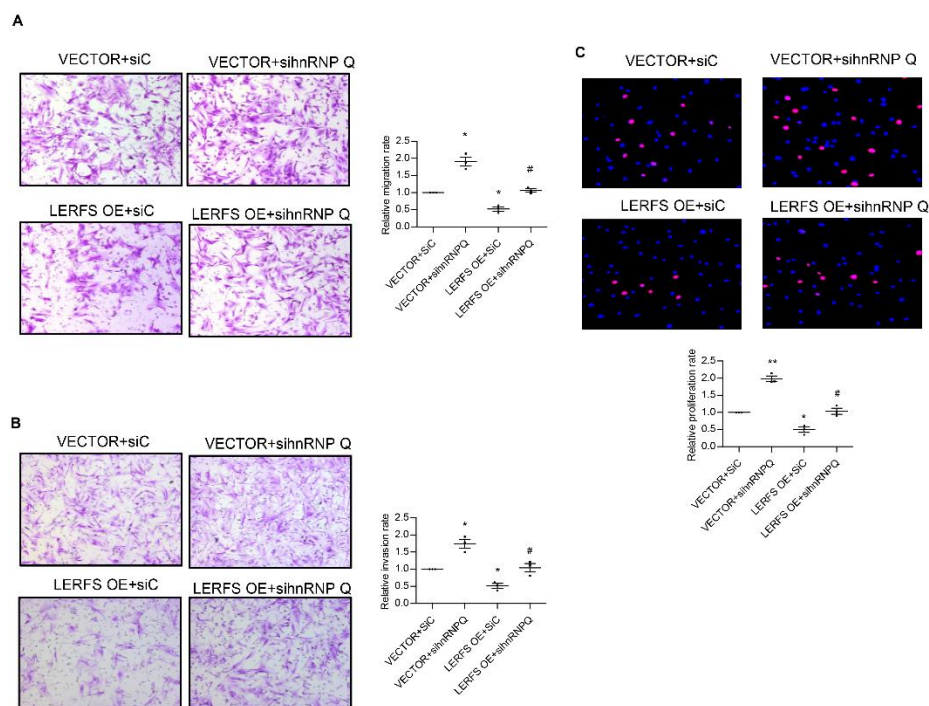 A
VECTOR+siC
VECTOR+sihnRNP Q
LERFS OE+siC
LERFS OE+sihnRNP Q
Relative migration rate
2.5
2.0
1.5
1.0
0.5
0.0
*
*
#
VECTOR+SiC
VECTOR+sihnRNPQ
LERFS OE+SiC
LERFS OE+sihnRNPQ
B
VECTOR+siC
VECTOR+sihnRNP Q
LERFS OE+siC
LERFS OE+sihnRNP Q
Relative invasion rate
2.5
2.0
1.5
1.0
0.5
0.0
*
*
#
VECTOR+SiC
VECTOR+sihnRNPQ
LERFS OE+SiC
LERFS OE+sihnRNPQ
C
VECTOR+siC
VECTOR+sihnRNP Q
LERFS OE+siC
LERFS OE+sihnRNP Q
Relative proliferation rate
2.5
2.0
1.5
1.0
0.5
0.0
**
*
#
VECTOR+SiC
VECTOR+sihnRNPQ
LERFS OE+SiC
LERFS OE+sihnRNPQ